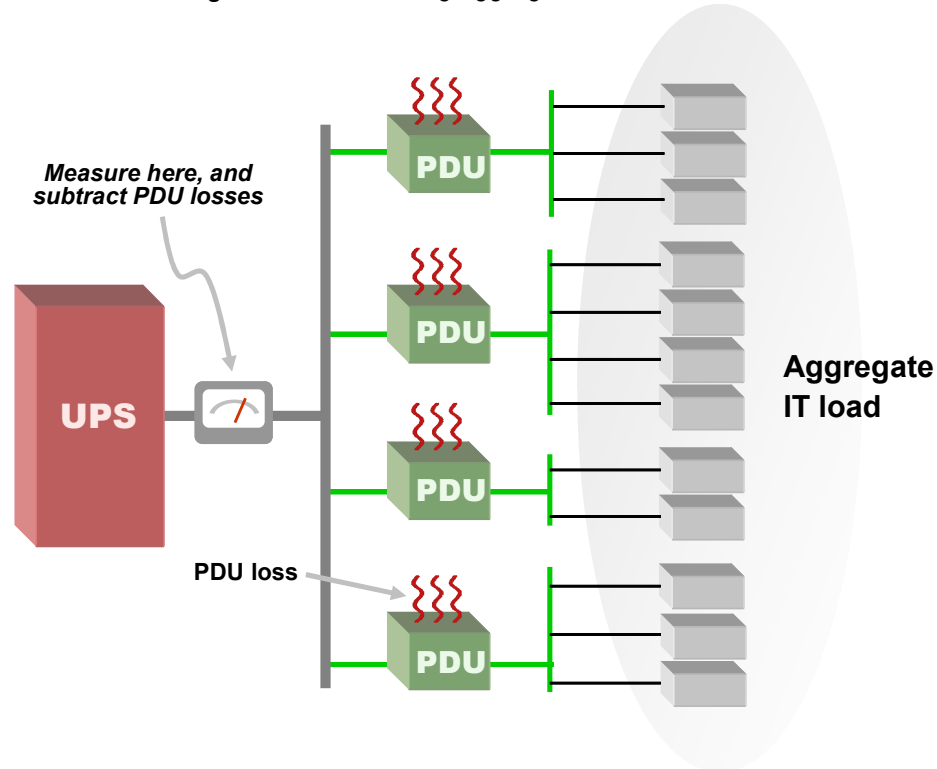 Measure here, and
subtract PDU losses
UPS
PDU
PDU
PDU
PDU loss
PDU
Aggregate
IT load